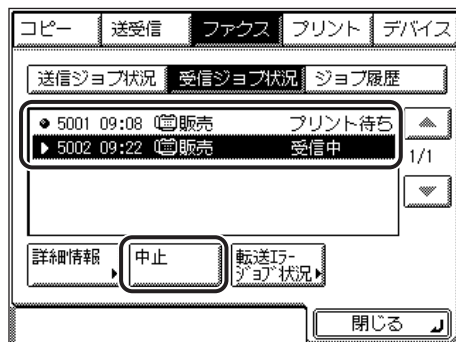 コピー 送受信 ファクス プリント デバイス
送信ジョブ状況 受信ジョブ状況 ジョブ履歴
5001 09:08 販売 プリント待ち
5002 09:22 販売 受信中
1/1
詳細情報 中止 転送エラー
ジョブ状況
閉じる